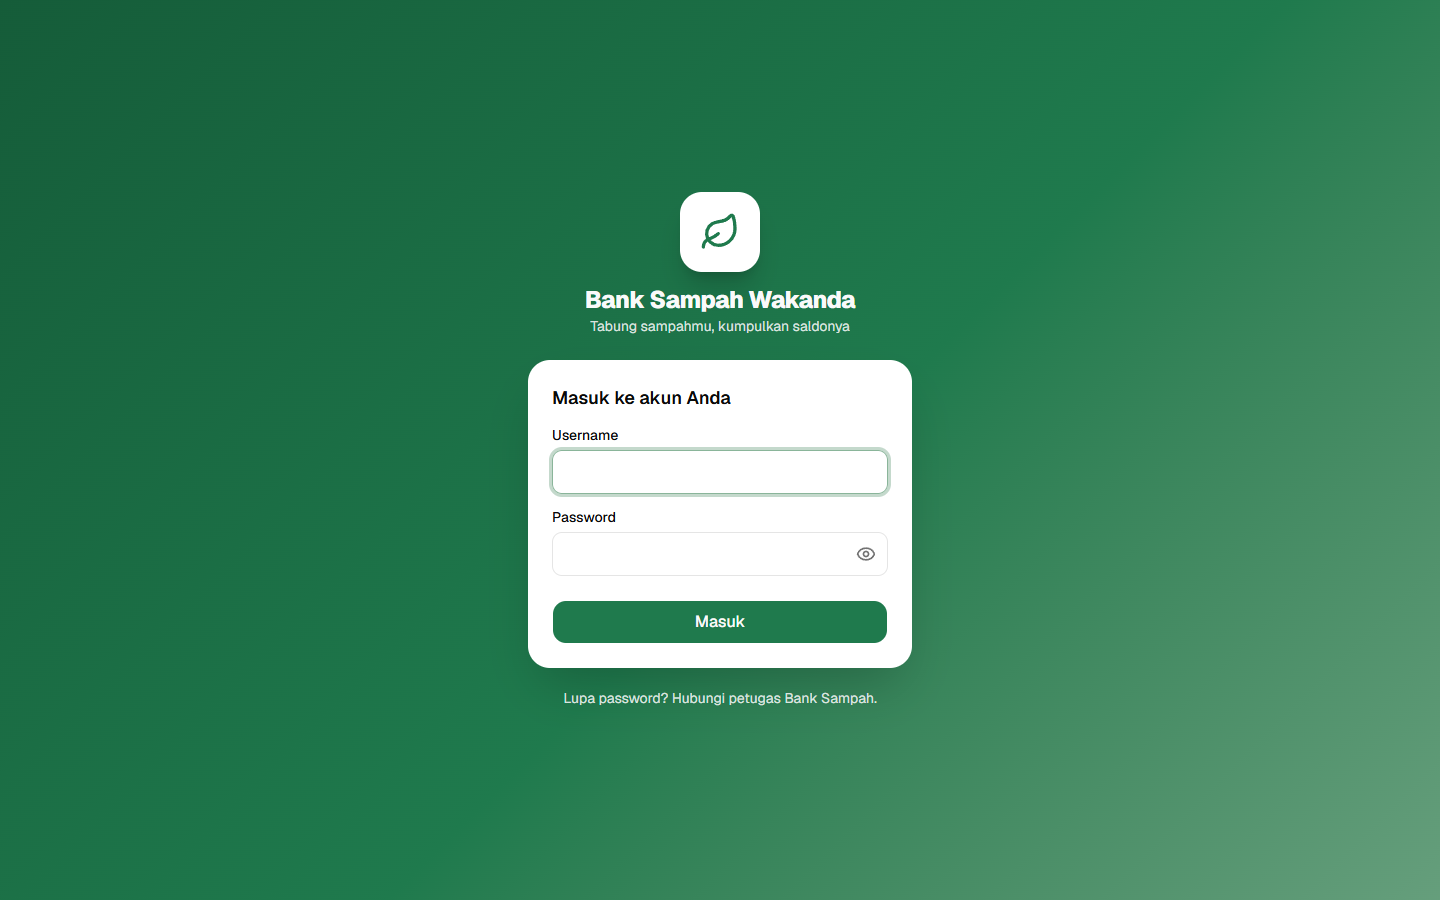 Bank Sampah Wakanda
Tabung sampahmu, kumpulkan saldonya
Masuk ke akun Anda
Username
Password
Masuk
Lupa password? Hubungi petugas Bank Sampah.